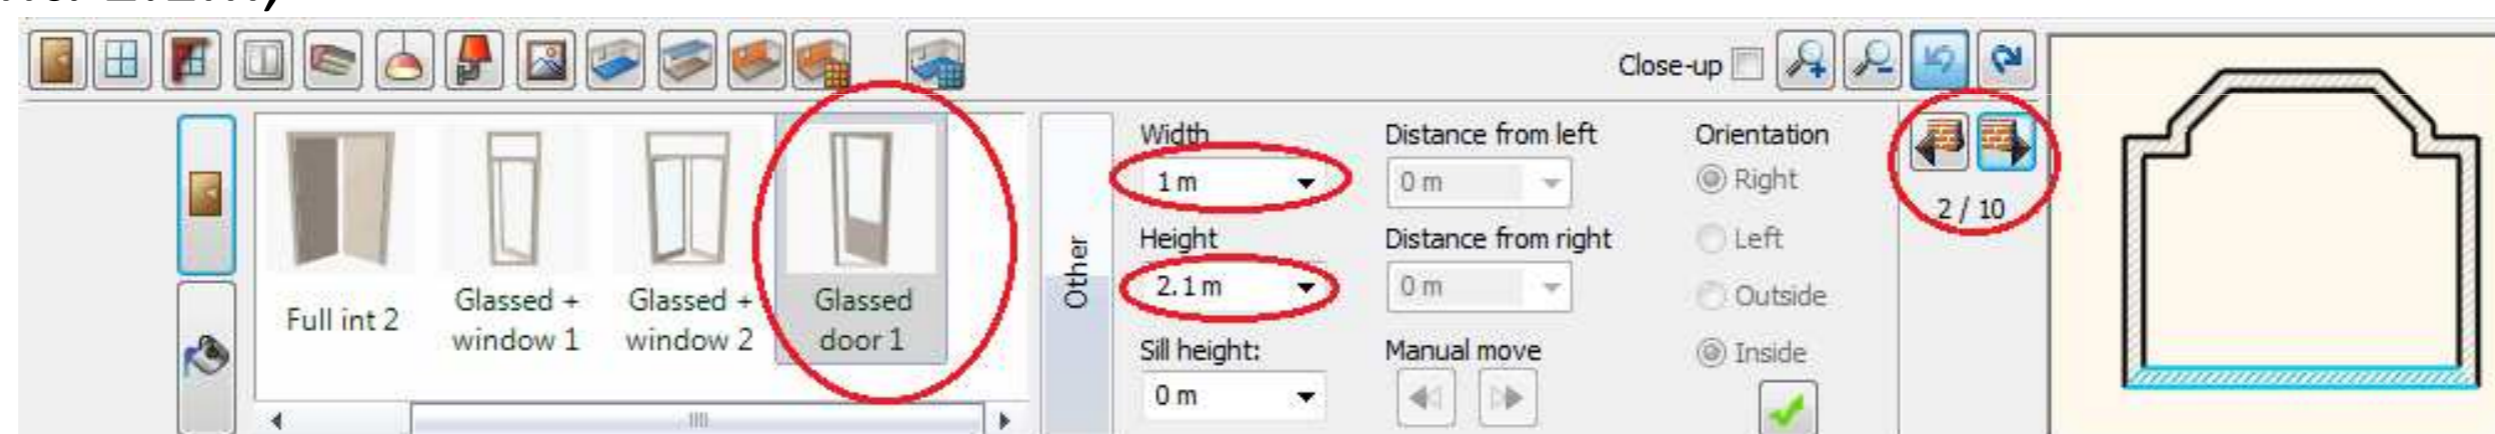 Close-up
Full int 2
Glassed +
window 1
Glassed +
window 2
Glassed
door 1
Other
Width
1 m
Height
2.1 m
Sill height:
0 m
Distance from left
0 m
Distance from right
0 m
Manual move
Orientation
Right
Left
Outside
Inside
2 / 10